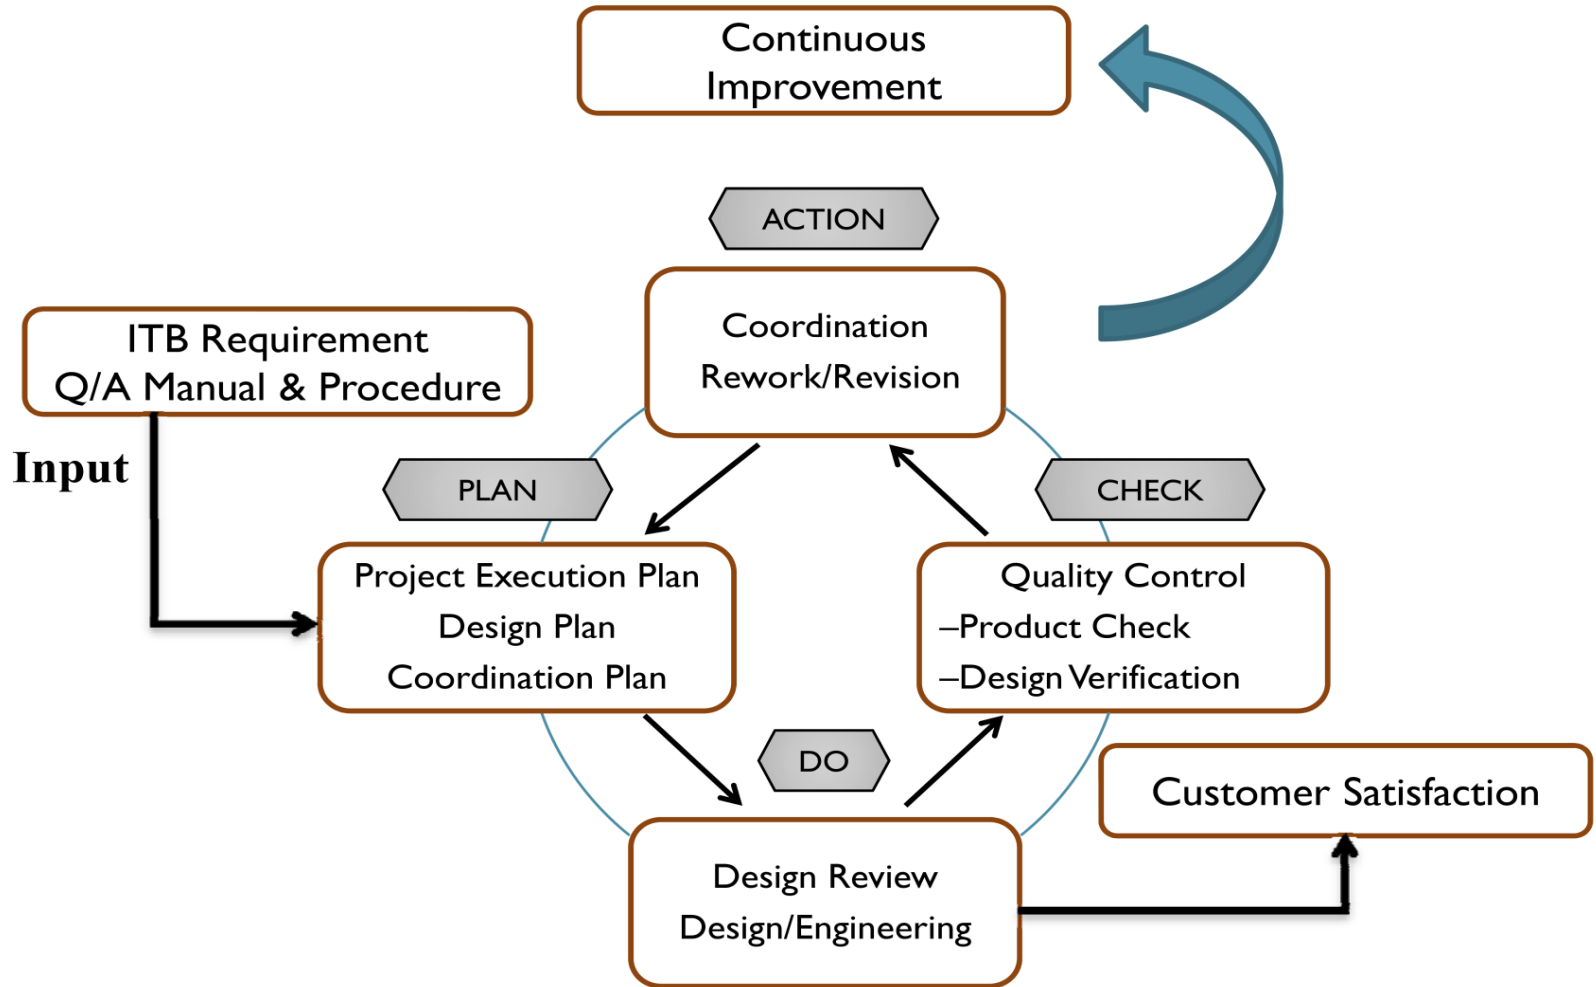 Continuous
Improvement
ACTION
Coordination
Rework/Revision
ITB Requirement
Q/A Manual & Procedure
Input
PLAN
CHECK
Project Execution Plan
Design Plan
Coordination Plan
Quality Control
–Product Check
–Design Verification
DO
Customer Satisfaction
Design Review
Design/Engineering